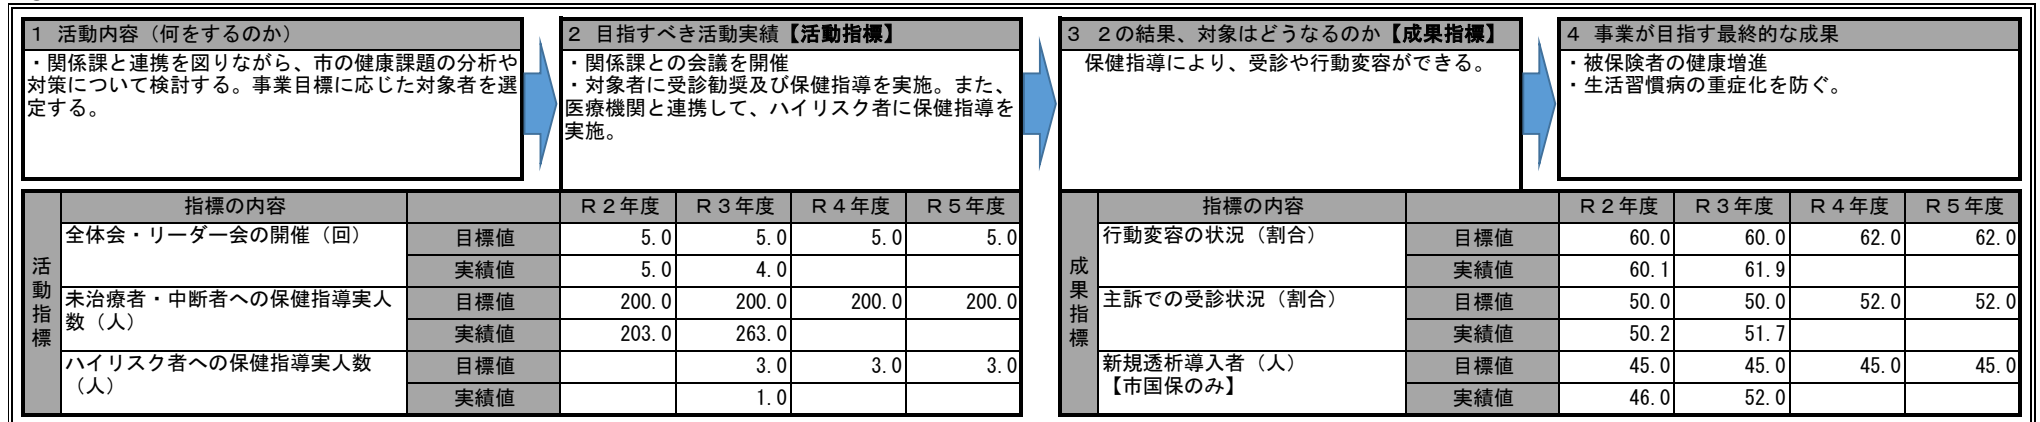 1 活動内容（何をするのか）
・関係課と連携を図りながら、市の健康課題の分析や
対策について検討する。事業目標に応じた対象者を選
定する。
2 目指すべき活動実績【活動指標】
・関係課との会議を開催
・対象者に受診勧奨及び保健指導を実施。また、
医療機関と連携して、ハイリスク者に保健指導を
実施。
3 2の結果、対象はどうなるのか【成果指標】
保健指導により、受診や行動変容ができる。
4 事業が目指す最終的な成果
・被保険者の健康増進
・生活習慣病の重症化を防ぐ。
活動指標
指標の内容 R2年度 R3年度 R4年度 R5年度
全体会・リーダー会の開催（回） 目標値 5.0 5.0 5.0 5.0
実績値 5.0 4.0
未治療者・中断者への保健指導実人
数（人） 目標値 200.0 200.0 200.0 200.0
実績値 203.0 263.0
ハイリスク者への保健指導実人数
（人） 目標値 3.0 3.0 3.0
実績値 1.0
成果指標
指標の内容 R2年度 R3年度 R4年度 R5年度
行動変容の状況（割合） 目標値 60.0 60.0 62.0 62.0
実績値 60.1 61.9
主訴での受診状況（割合） 目標値 50.0 50.0 52.0 52.0
実績値 50.2 51.7
新規透析導入者（人）
【市国保のみ】 目標値 45.0 45.0 45.0 45.0
実績値 46.0 52.0